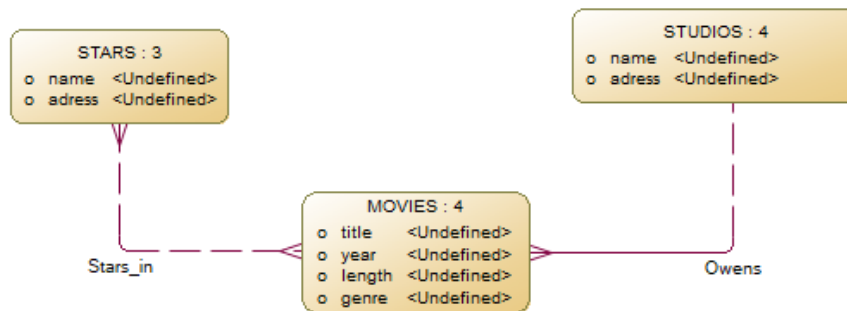 STARS : 3
o name <Undefined>
o adress <Undefined>
STUDIOS : 4
o name <Undefined>
o adress <Undefined>
MOVIES : 4
o title <Undefined>
o year <Undefined>
o length <Undefined>
o genre <Undefined>
Stars_in
Owens